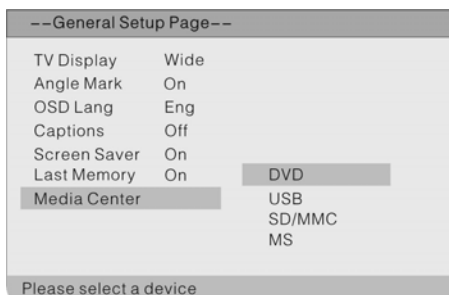 --General Setup Page--
TV Display Wide
Angle Mark On
OSD Lang Eng
Captions Off
Screen Saver On
Last Memory On DVD
Media Center USB
SD/MMC
MS
Please select a device